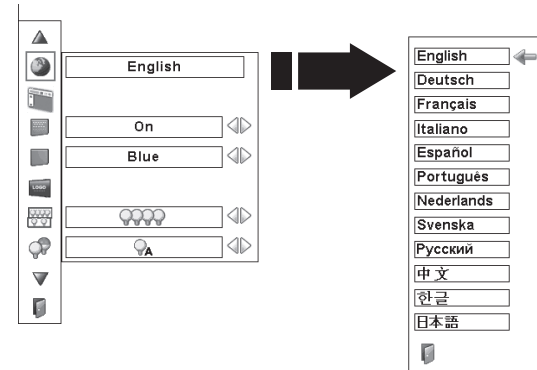 English
On
Blue
LOGO
A
English
Deutsch
Français
Italiano
Español
Português
Nederlands
Svenska
Русский
中文
한글
日本語